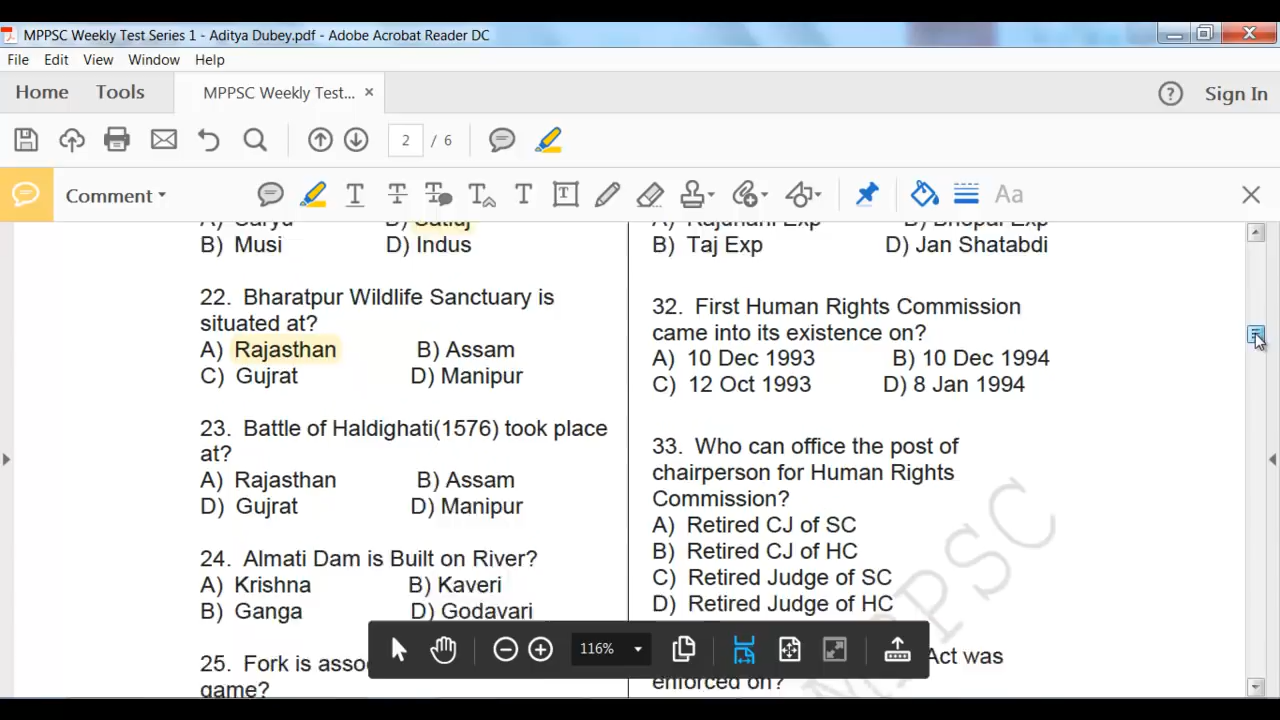 MPPSC Weekly Test Series 1 - Aditya Dubey.pdf - Adobe Acrobat Reader DC
File Edit View Window Help
Home Tools MPPSC Weekly Test... × Sign In
2 / 6
Comment
B) Musi D) Indus
22. Bharatpur Wildlife Sanctuary is
situated at?
A) Rajasthan B) Assam
C) Gujrat D) Manipur
23. Battle of Haldighati(1576) took place
at?
A) Rajasthan B) Assam
D) Gujrat D) Manipur
24. Almati Dam is Built on River?
A) Krishna B) Kaveri
B) Ganga D) Godavari
25. Fork is
game?
A) Rajdhani Exp B) Bhopal Exp
B) Taj Exp D) Jan Shatabdi
32. First Human Rights Commission
came into its existence on?
A) 10 Dec 1993 B) 10 Dec 1994
C) 12 Oct 1993 D) 8 Jan 1994
33. Who can office the post of
chairperson for Human Rights
Commission?
A) Retired CJ of SC
B) Retired CJ of HC
C) Retired Judge of SC
D) Retired Judge of HC
Act was
enforced on?
MPPSC
116%